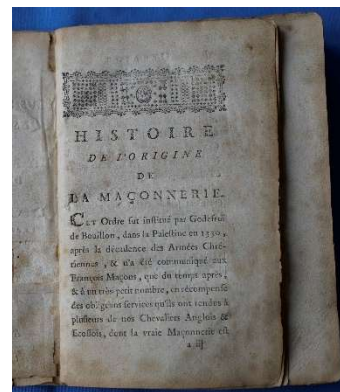 HISTOIRE
DE L'ORIGINE
DE
LA MAÇONNERIE.
CET Ordre fut institué par Godefroi
de Bouillon, dans la Palestine en 1330,
après la décadence des Armées Chré-
tiennes, & n'a été communiqué aux
François Maçons, que du temps après,
& à un très petit nombre, en récompense
des obligeans services qu'ils ont rendus à
plusieurs de nos Chevaliers Anglois &
Ecossois, dont la vraie Maçonnerie est
a iij